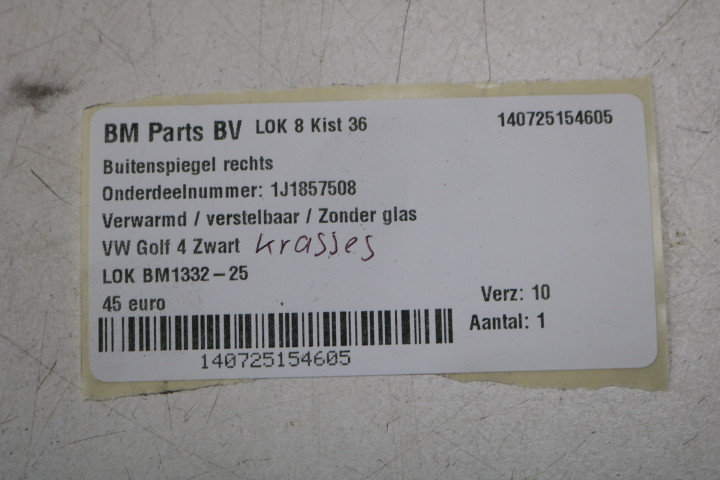 BM Parts BV LOK 8 Kist 36 140725154605
Buitenspiegel rechts
Onderdeelnummer: 1J1857508
Verwarmd / verstelbaar / Zonder glas
VW Golf 4 Zwart krasjes
LOK BM1332-25
45 euro
Verz: 10
Aantal: 1
140725154605